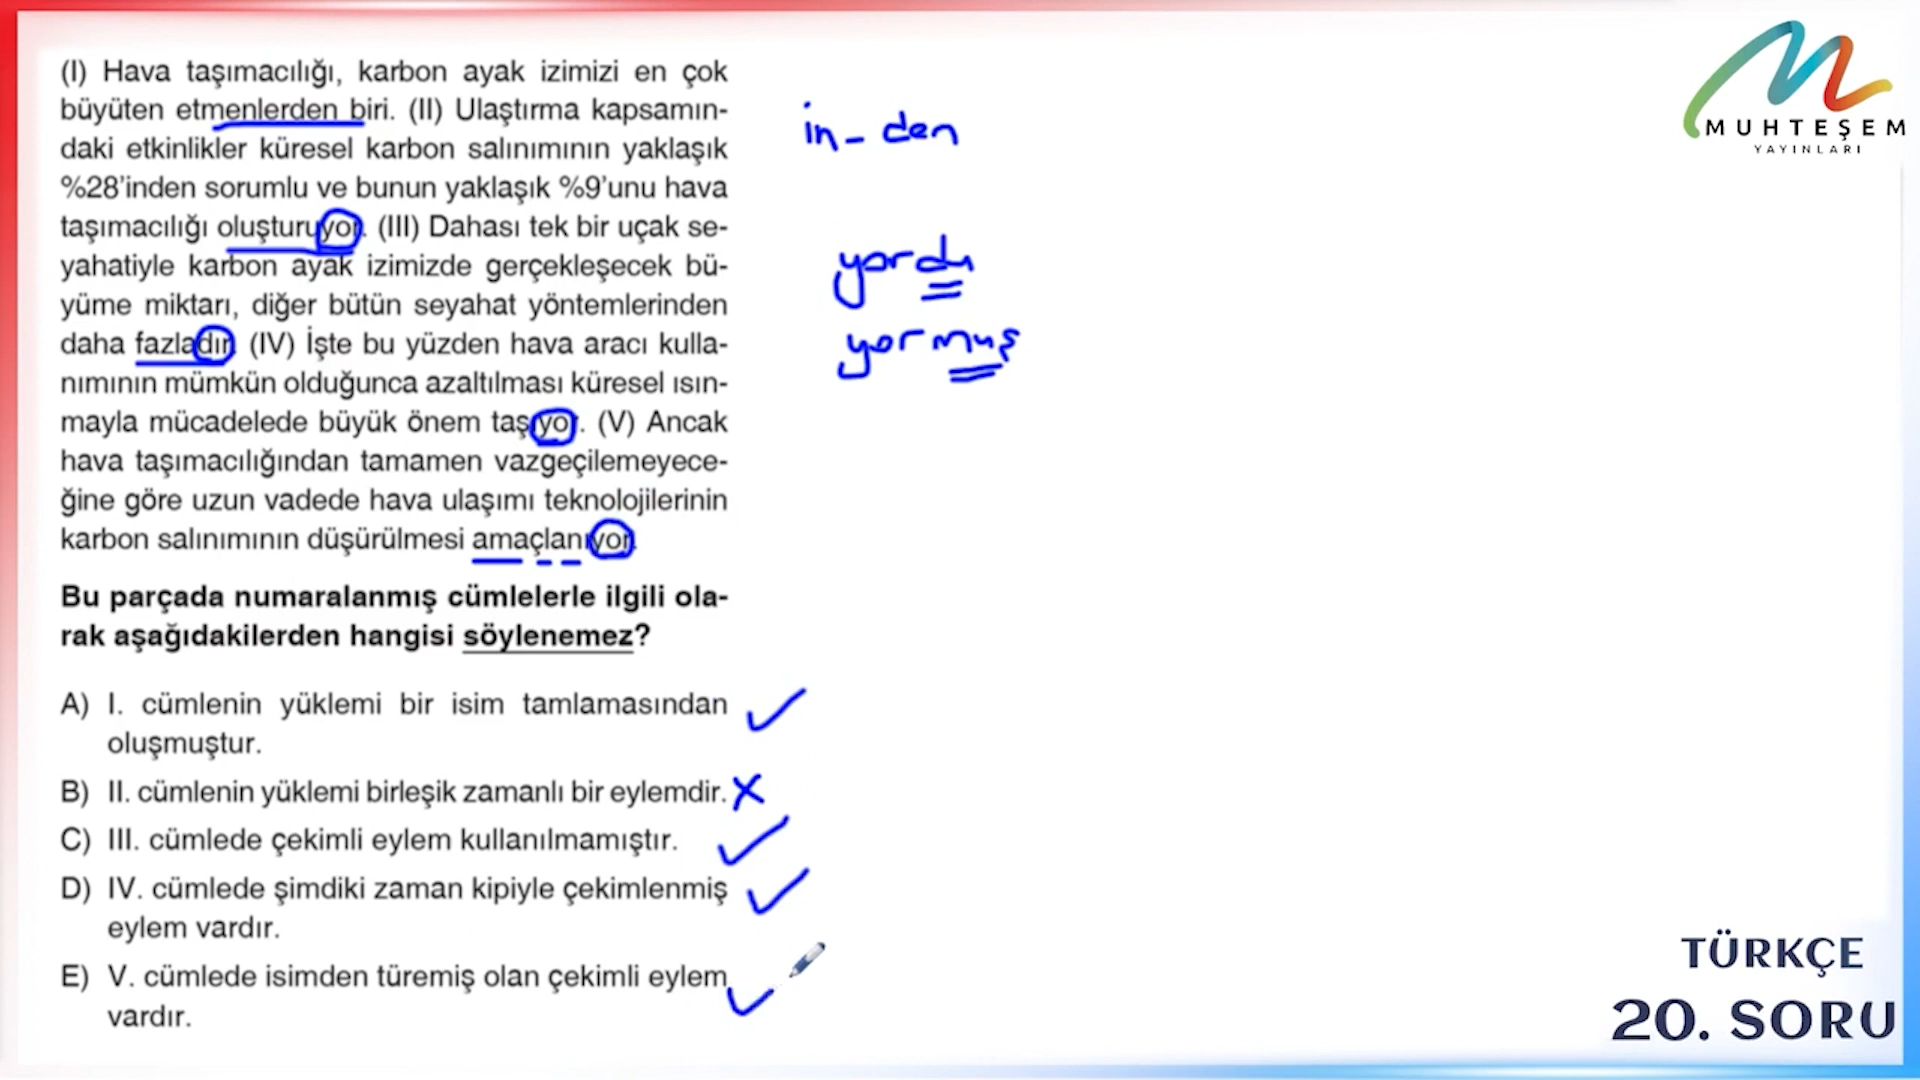 (I) Hava taşımacılığı, karbon ayak izimizi en çok
büyüten etmenlerden biri. (II) Ulaştırma kapsamın-
daki etkinlikler küresel karbon salınımının yaklaşık
%28'inden sorumlu ve bunun yaklaşık %9'unu hava
taşımacılığı oluşturuyor. (III) Dahası tek bir uçak se-
yahatiyle karbon ayak izimizde gerçekleşecek bü-
yüme miktarı, diğer bütün seyahat yöntemlerinden
daha fazladır. (IV) İşte bu yüzden hava aracı kulla-
nımının mümkün olduğunca azaltılması küresel ısın-
mayla mücadelede büyük önem taşıyor. (V) Ancak
hava taşımacılığından tamamen vazgeçilemeyece-
ğine göre uzun vadede hava ulaşımı teknolojilerinin
karbon salınımının düşürülmesi amaçlanıyor.
Bu parçada numaralanmış cümlelerle ilgili ola-
rak aşağıdakilerden hangisi söylenemez?
A) I. cümlenin yüklemi bir isim tamlamasından
oluşmuştur.
B) II. cümlenin yüklemi birleşik zamanlı bir eylemdir.
C) III. cümlede çekimli eylem kullanılmamıştır.
D) IV. cümlede şimdiki zaman kipiyle çekimlenmiş
eylem vardır.
E) V. cümlede isimden türemiş olan çekimli eylem
vardır.
in - den
yordu
yormuş
MUHTEŞEM
YAYINLARI
TÜRKÇE
20. SORU